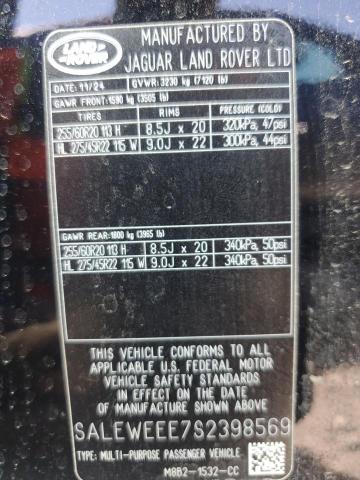 LAND
ROVER
MANUFACTURED BY
JAGUAR LAND ROVER LTD
DATE: 11/24 GVWR: 3230 kg (7120 lb)
GAWR FRONT: 1590 kg (3505 lb)
TIRES RIMS PRESSURE (COLD)
255/60R20 113 H 8.5J x 20 320kPa, 47psi
HL 275/45R22 115 W 9.0J x 22 300kPa, 44psi
GAWR REAR: 1800 kg (3965 lb)
255/60R20 113 H 8.5J x 20 340kPa, 50psi
HL 275/45R22 115 W 9.0J x 22 340kPa, 50psi
THIS VEHICLE CONFORMS TO ALL
APPLICABLE U.S. FEDERAL MOTOR
VEHICLE SAFETY STANDARDS
IN EFFECT ON THE DATE OF
MANUFACTURE SHOWN ABOVE.
SALEWEEE7S2398569
TYPE: MULTI-PURPOSE PASSENGER VEHICLE
M8B2-1532-CC